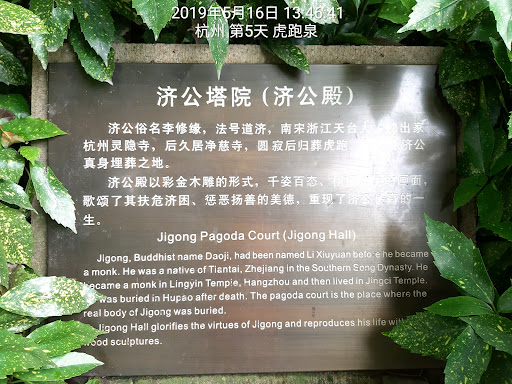 2019年5月16日 13:46:41
杭州 第5天 虎跑泉
济公塔院（济公殿）
济公俗名李修缘，法号道济，南宋浙江天台人 出家
杭州灵隐寺，后久居净慈寺，圆寂后归葬虎跑 济公
真身埋葬之地。
济公殿以彩金木雕的形式，千姿百态， 画面，
歌颂了其扶危济困、惩恶扬善的美德，重现了济公 的一
生。
Jigong Pagoda Court (Jigong Hall)
Jigong, Buddhist name Daoji, had been named Li Xiuyuan before he became
a monk. He was a native of Tiantai, Zhejiang in the Southern Song Dynasty. He
became a monk in Lingyin Temple, Hangzhou and then lived in Jingci Temple.
was buried in Hupao after death. The pagoda court is the place where the
real body of Jigong was buried.
Jigong Hall glorifies the virtues of Jigong and reproduces his life with
wood sculptures.